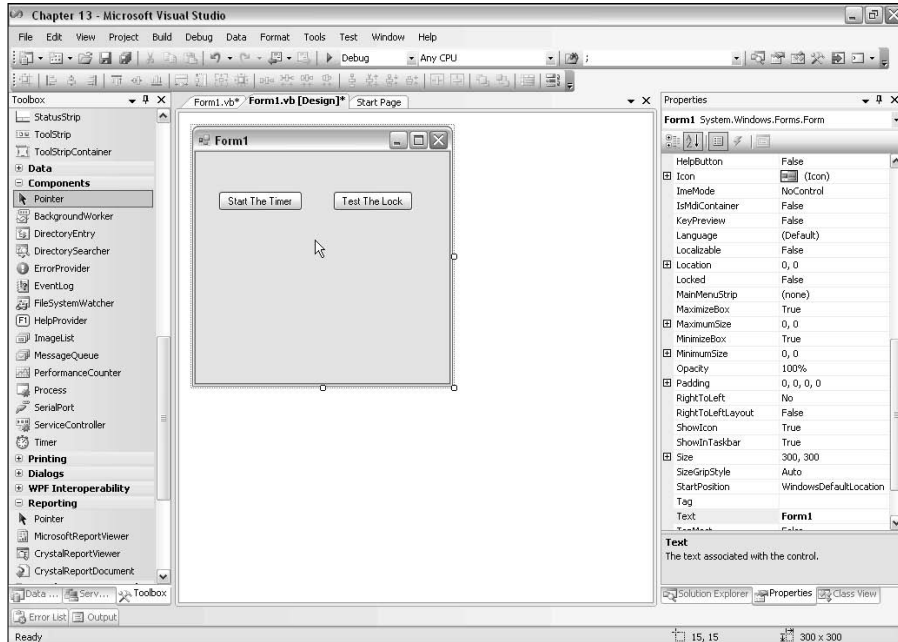 Chapter 13 - Microsoft Visual Studio
File Edit View Project Build Debug Data Format Tools Test Window Help
Debug Any CPU ;
Toolbox
StatusStrip
ToolStrip
ToolStripContainer
Data
Components
Pointer
BackgroundWorker
DirectoryEntry
DirectorySearcher
ErrorProvider
EventLog
FileSystemWatcher
HelpProvider
ImageList
MessageQueue
PerformanceCounter
Process
SerialPort
ServiceController
Timer
Printing
Dialogs
WPF Interoperability
Reporting
Pointer
MicrosoftReportViewer
CrystalReportViewer
CrystalReportDocument
Data ... Serv... Toolbox
Form1.vb* Form1.vb [Design]* Start Page
Form1
Start The Timer Test The Lock
Properties
Form1 System.Windows.Forms.Form
HelpButton False
Icon (Icon)
ImeMode NoControl
IsMdiContainer False
KeyPreview False
Language (Default)
Localizable False
Location 0, 0
Locked False
MainMenuStrip (none)
MaximizeBox True
MaximumSize 0, 0
MinimizeBox True
MinimumSize 0, 0
Opacity 100%
Padding 0, 0, 0, 0
RightToLeft No
RightToLeftLayout False
ShowIcon True
ShowInTaskbar True
Size 300, 300
SizeGripStyle Auto
StartPosition WindowsDefaultLocation
Tag
Text Form1
Text
The text associated with the control.
Solution Explorer Properties Class View
Error List Output
Ready 15, 15 300 x 300